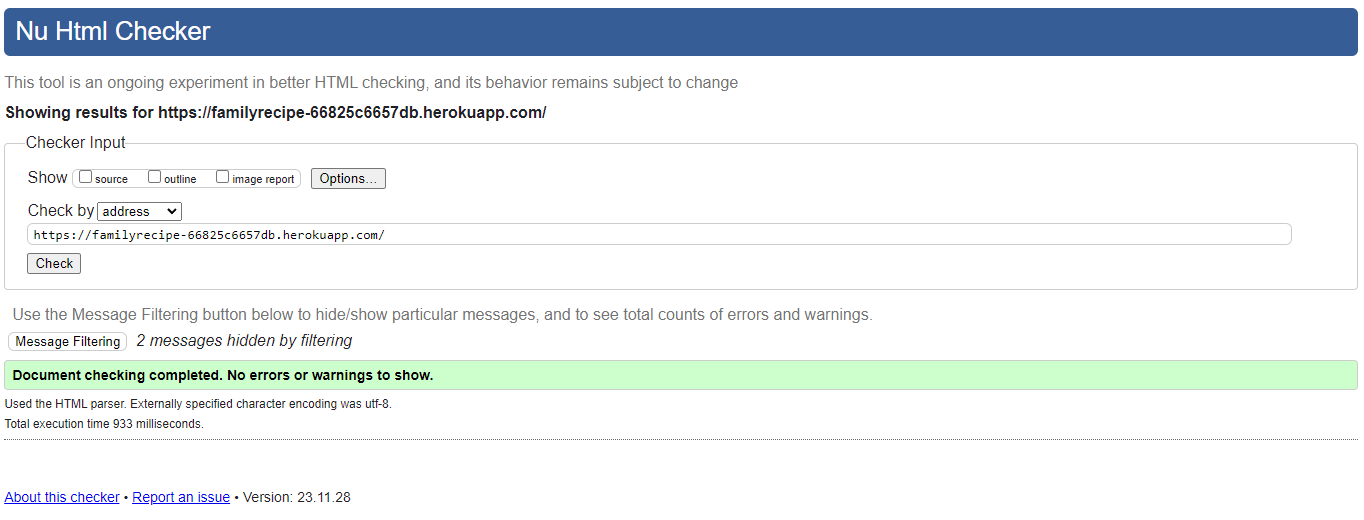 Nu Html Checker
This tool is an ongoing experiment in better HTML checking, and its behavior remains subject to change
Showing results for https://familyrecipe-66825c6657db.herokuapp.com/
Checker Input
Show source outline image report Options...
Check by address
https://familyrecipe-66825c6657db.herokuapp.com/
Check
Use the Message Filtering button below to hide/show particular messages, and to see total counts of errors and warnings.
Message Filtering 2 messages hidden by filtering
Document checking completed. No errors or warnings to show.
Used the HTML parser. Externally specified character encoding was utf-8.
Total execution time 933 milliseconds.
About this checker • Report an issue • Version: 23.11.28